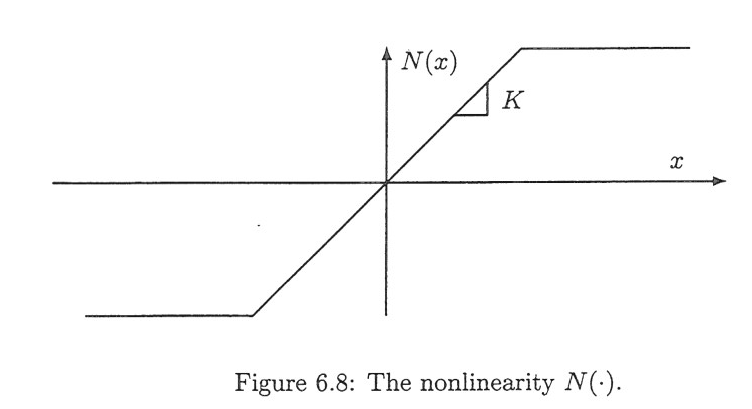 N(x)
K
x
Figure 6.8: The nonlinearity N(·).